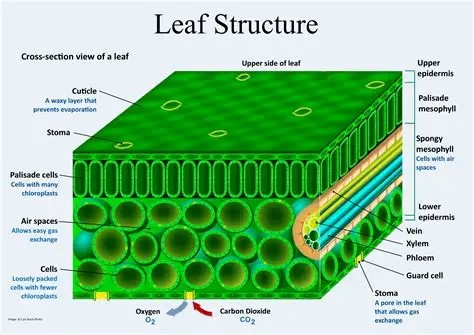 Leaf Structure
Cross-section view of a leaf
Upper side of leaf
Cuticle
A waxy layer that
prevents evaporation
Stoma
Palisade cells
Cells with many
chloroplasts
Air spaces
Allows easy gas
exchange
Cells
Loosely packed
cells with fewer
chloroplasts
Oxygen
O2
Carbon Dioxide
CO2
Upper
epidermis
Palisade
mesophyll
Spongy
mesophyll
Cells with air
spaces
Lower
epidermis
Vein
Xylem
Phloem
Guard cell
Stoma
A pore in the leaf
that allows gas
exchange